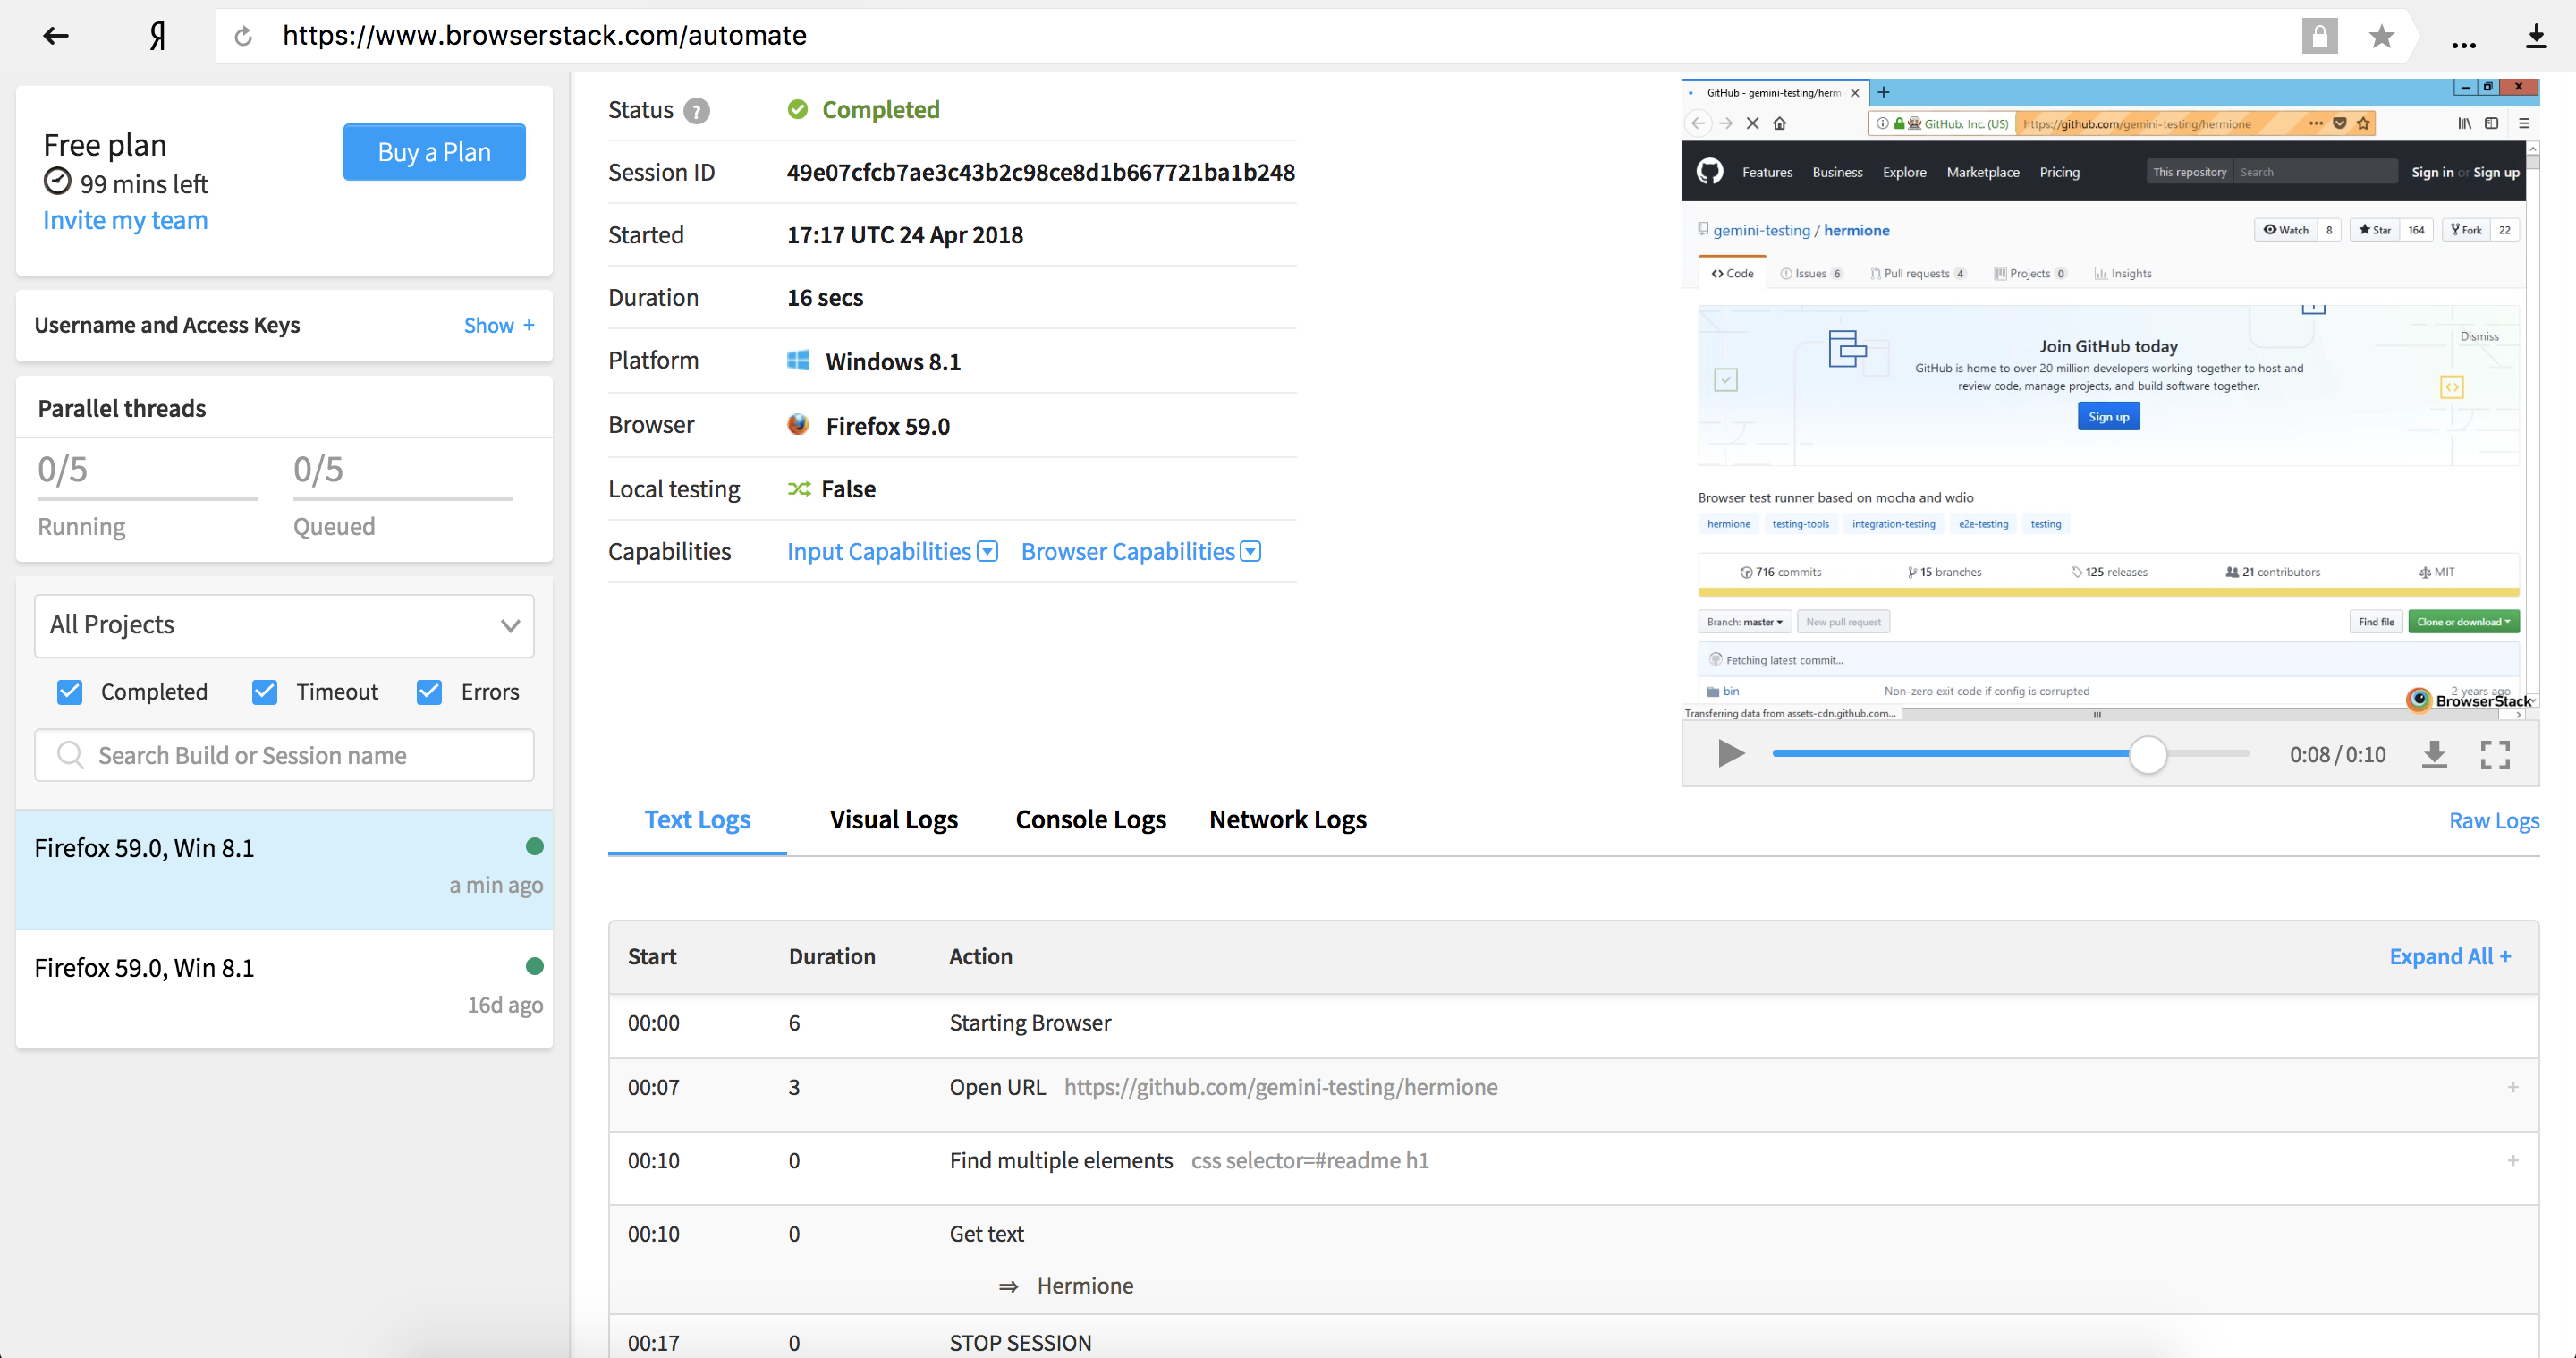 Я
https://www.browserstack.com/automate
...
Free plan
99 mins left
Invite my team
Buy a Plan
Username and Access Keys
Show +
Parallel threads
0/5
Running
0/5
Queued
All Projects
Completed
Timeout
Errors
Search Build or Session name
Firefox 59.0, Win 8.1
a min ago
Firefox 59.0, Win 8.1
16d ago
Status ?
Completed
Session ID
49e07cfcb7ae3c43b2c98ce8d1b667721ba1b248
Started
17:17 UTC 24 Apr 2018
Duration
16 secs
Platform
Windows 8.1
Browser
Firefox 59.0
Local testing
False
Capabilities
Input Capabilities
Browser Capabilities
GitHub - gemini-testing/herm
GitHub, Inc. (US)
https://github.com/gemini-testing/hermione
Features
Business
Explore
Marketplace
Pricing
This repository
Search
Sign in or Sign up
gemini-testing / hermione
Watch 8
Star 164
Fork 22
<> Code
Issues 6
Pull requests 4
Projects 0
Insights
Join GitHub today
Dismiss
GitHub is home to over 20 million developers working together to host and
review code, manage projects, and build software together.
Sign up
Browser test runner based on mocha and wdio
hermione
testing-tools
integration-testing
e2e-testing
testing
716 commits
15 branches
125 releases
21 contributors
MIT
Branch: master
New pull request
Find file
Clone or download
Fetching latest commit...
bin
Non-zero exit code if config is corrupted
2 years ago
BrowserStack
Transferring data from assets-cdn.github.com...
0:08 / 0:10
Text Logs
Visual Logs
Console Logs
Network Logs
Raw Logs
Start
Duration
Action
Expand All +
00:00
6
Starting Browser
00:07
3
Open URL https://github.com/gemini-testing/hermione
+
00:10
0
Find multiple elements css selector=#readme h1
+
00:10
0
Get text
⇒ Hermione
00:17
0
STOP SESSION